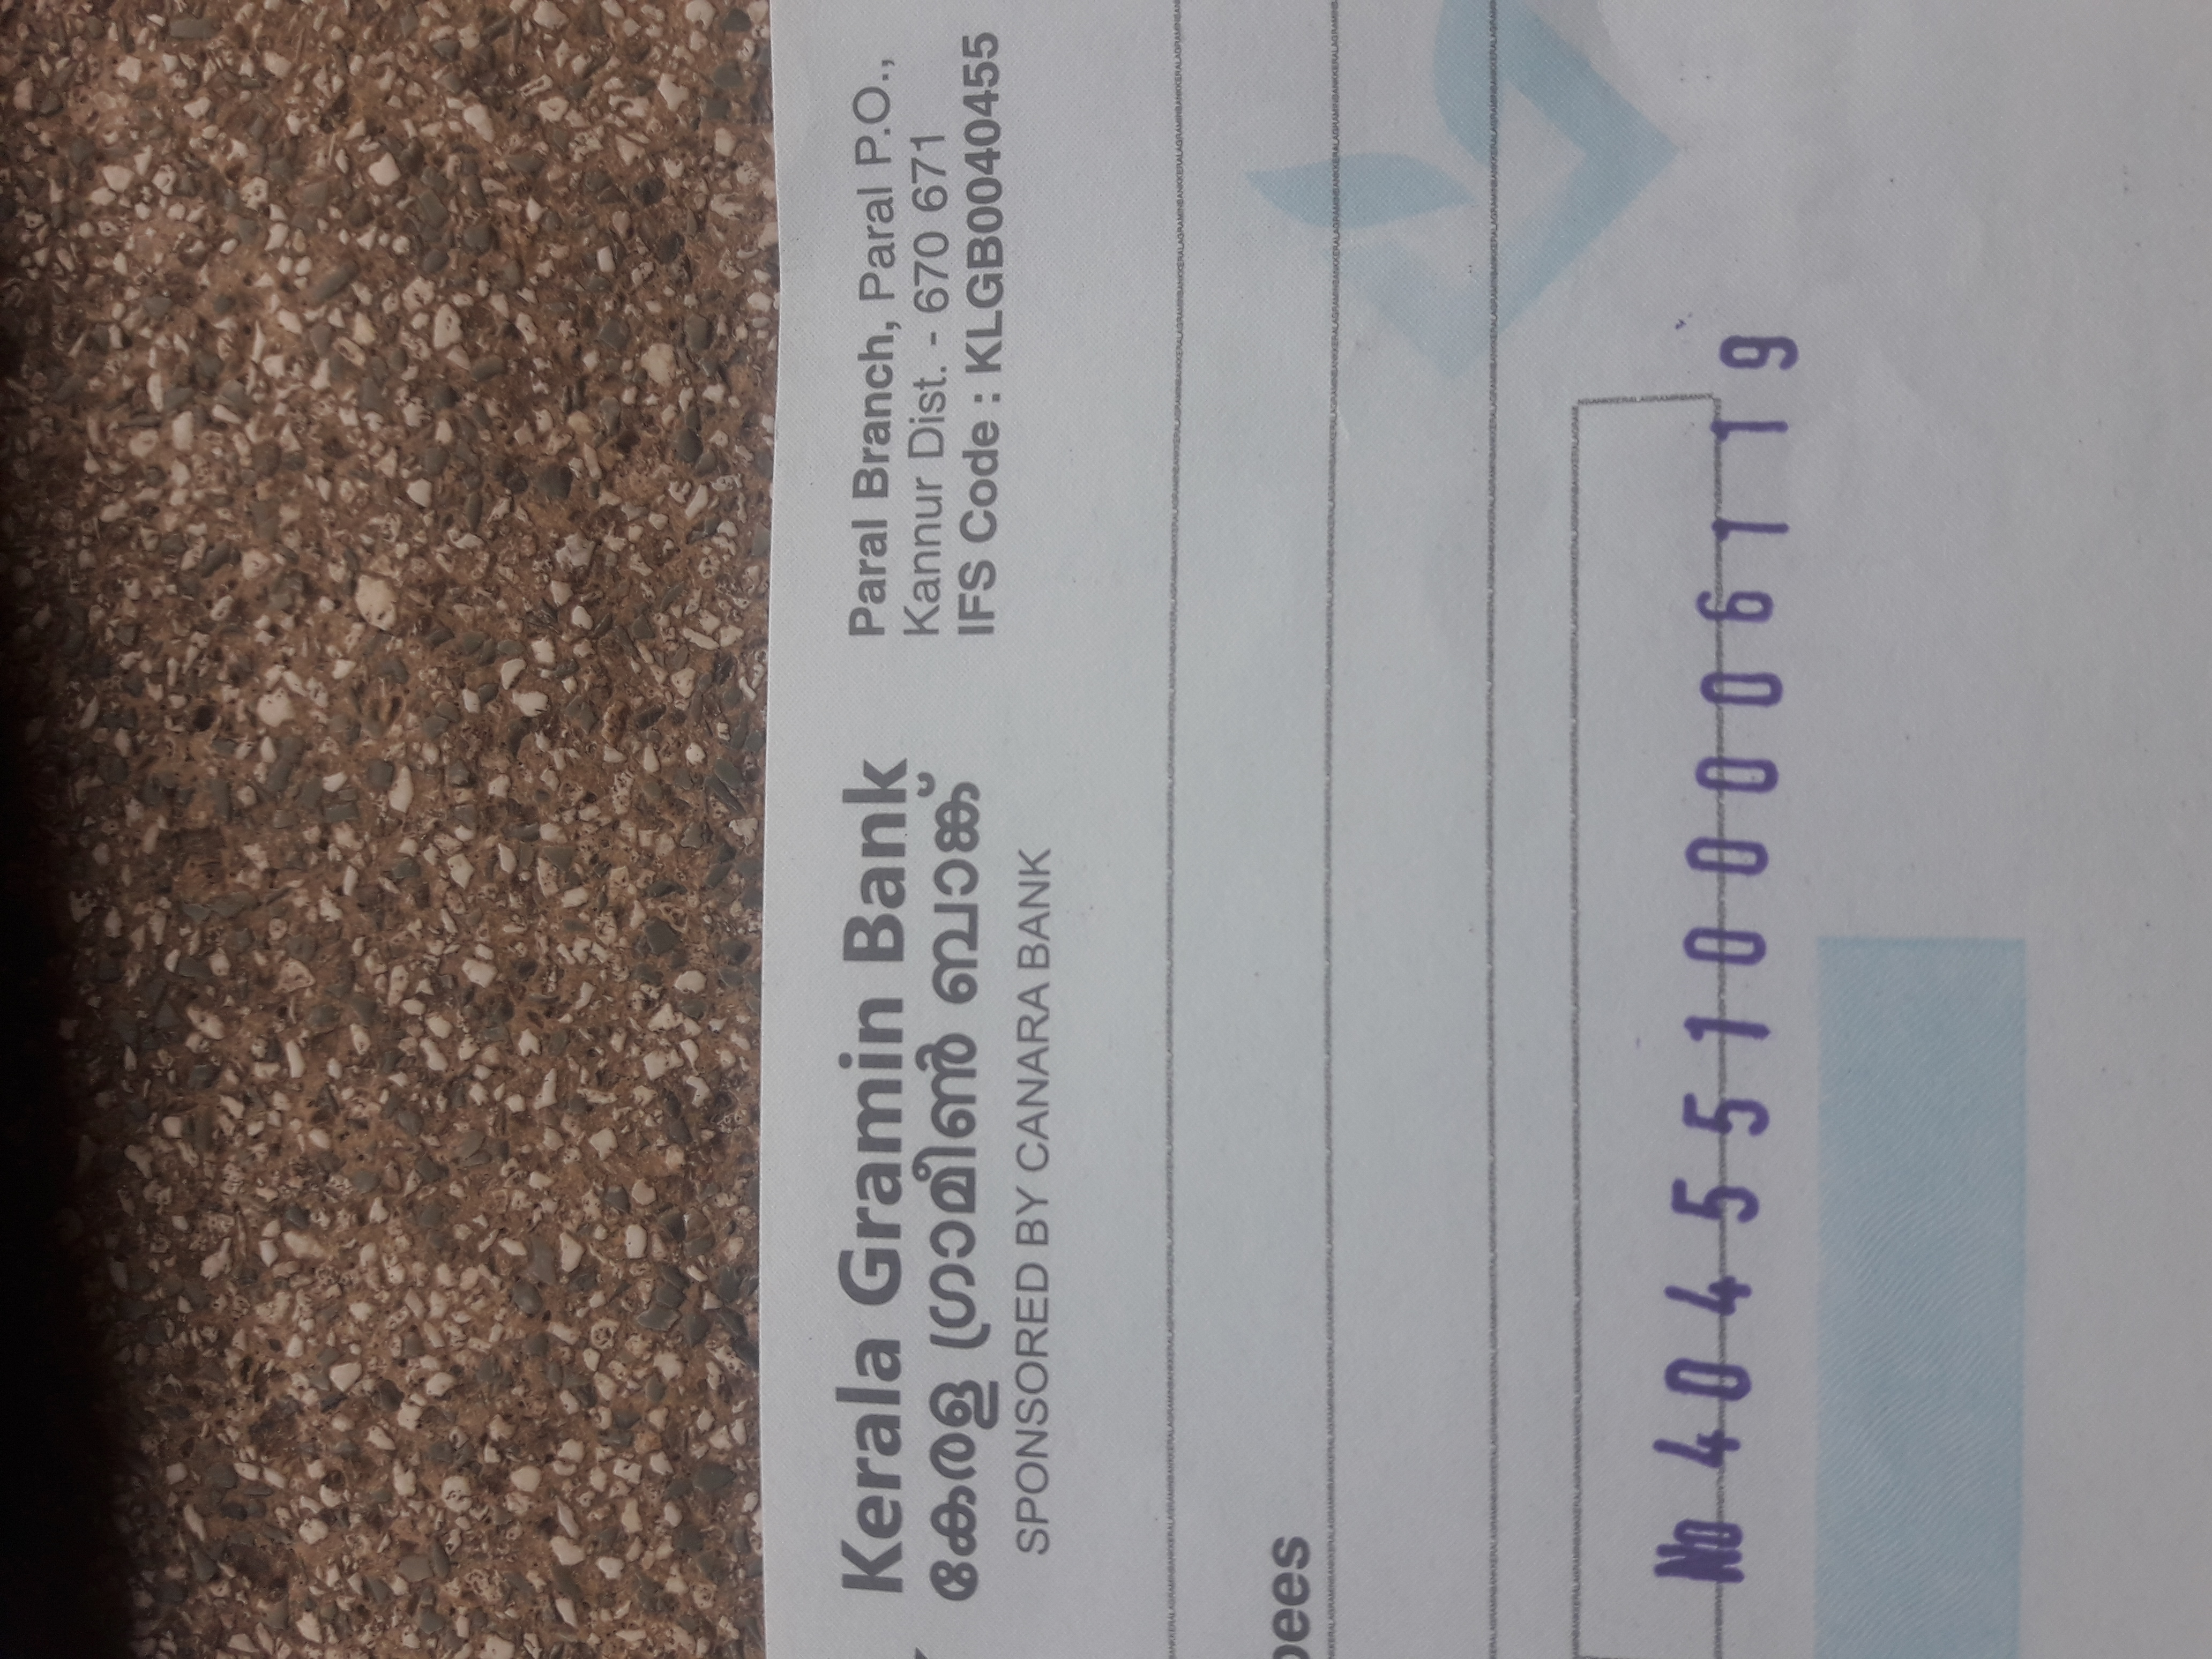 Kerala Gramin Bank
കേരള ഗ്രാമീൺ ബാങ്ക്
SPONSORED BY CANARA BANK
Paral Branch, Paral P.O.,
Kannur Dist. - 670 671
IFS Code : KLGB0040455
pees
No 40455100006119